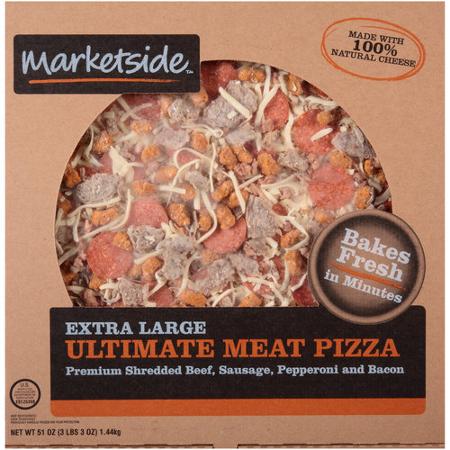 Marketside™
MADE WITH
100%
NATURAL CHEESE
Bakes
Fresh
in Minutes
EXTRA LARGE
ULTIMATE MEAT PIZZA
Premium Shredded Beef, Sausage, Pepperoni and Bacon
U.S.
NET WT 51 OZ (3 LBS 3 OZ) 1.44kg